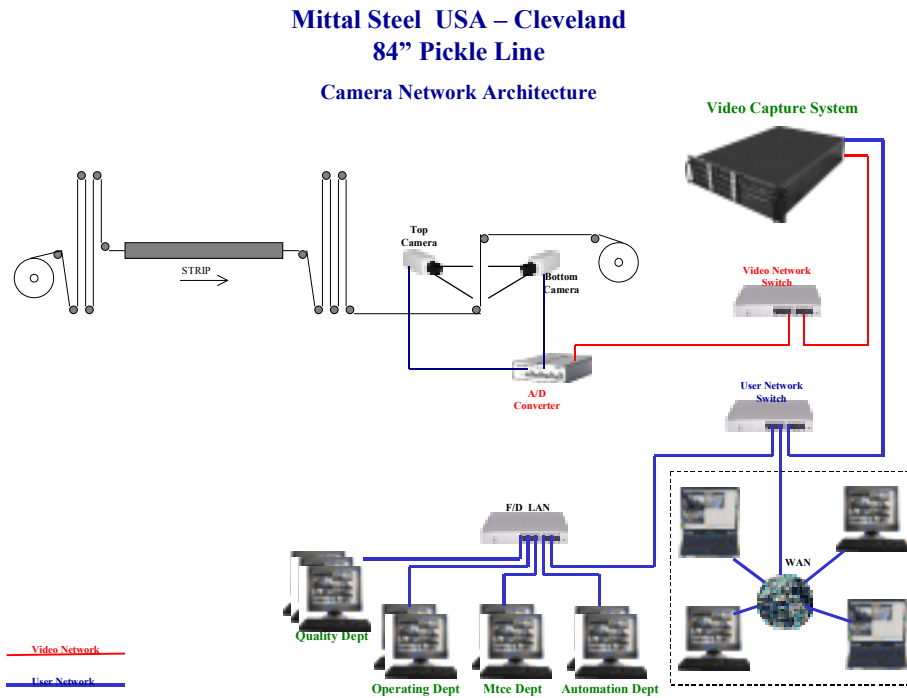 Mittal Steel USA – Cleveland
84” Pickle Line
Camera Network Architecture
Video Capture System
Top
Camera
STRIP
Bottom
Camera
Video Network
Switch
A/D
Converter
User Network
Switch
F/D LAN
WAN
Quality Dept
Operating Dept
Mtce Dept
Automation Dept
Video Network
User Network